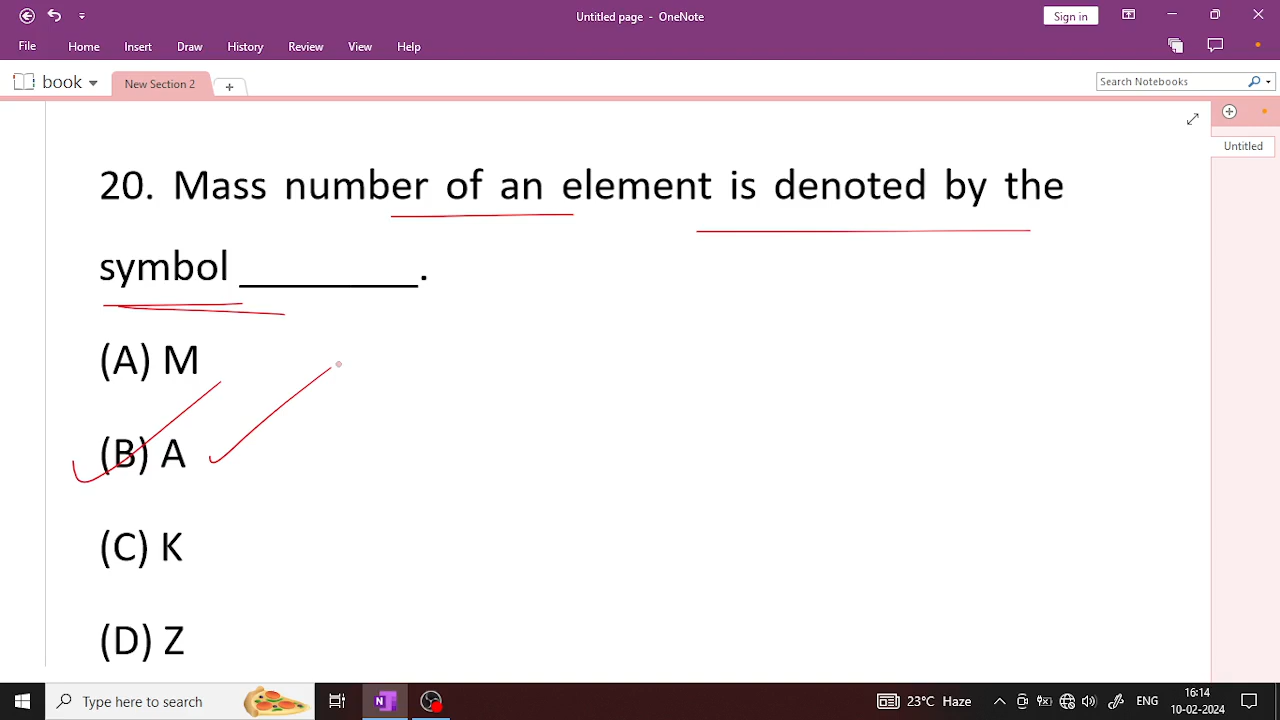 Untitled page - OneNote
Sign in
File Home Insert Draw History Review View Help
book New Section 2 +
Search Notebooks
Untitled
20. Mass number of an element is denoted by the
symbol _________.
(A) M
(B) A
(C) K
(D) Z
Type here to search
23°C Haze
ENG
16:14
10-02-2024